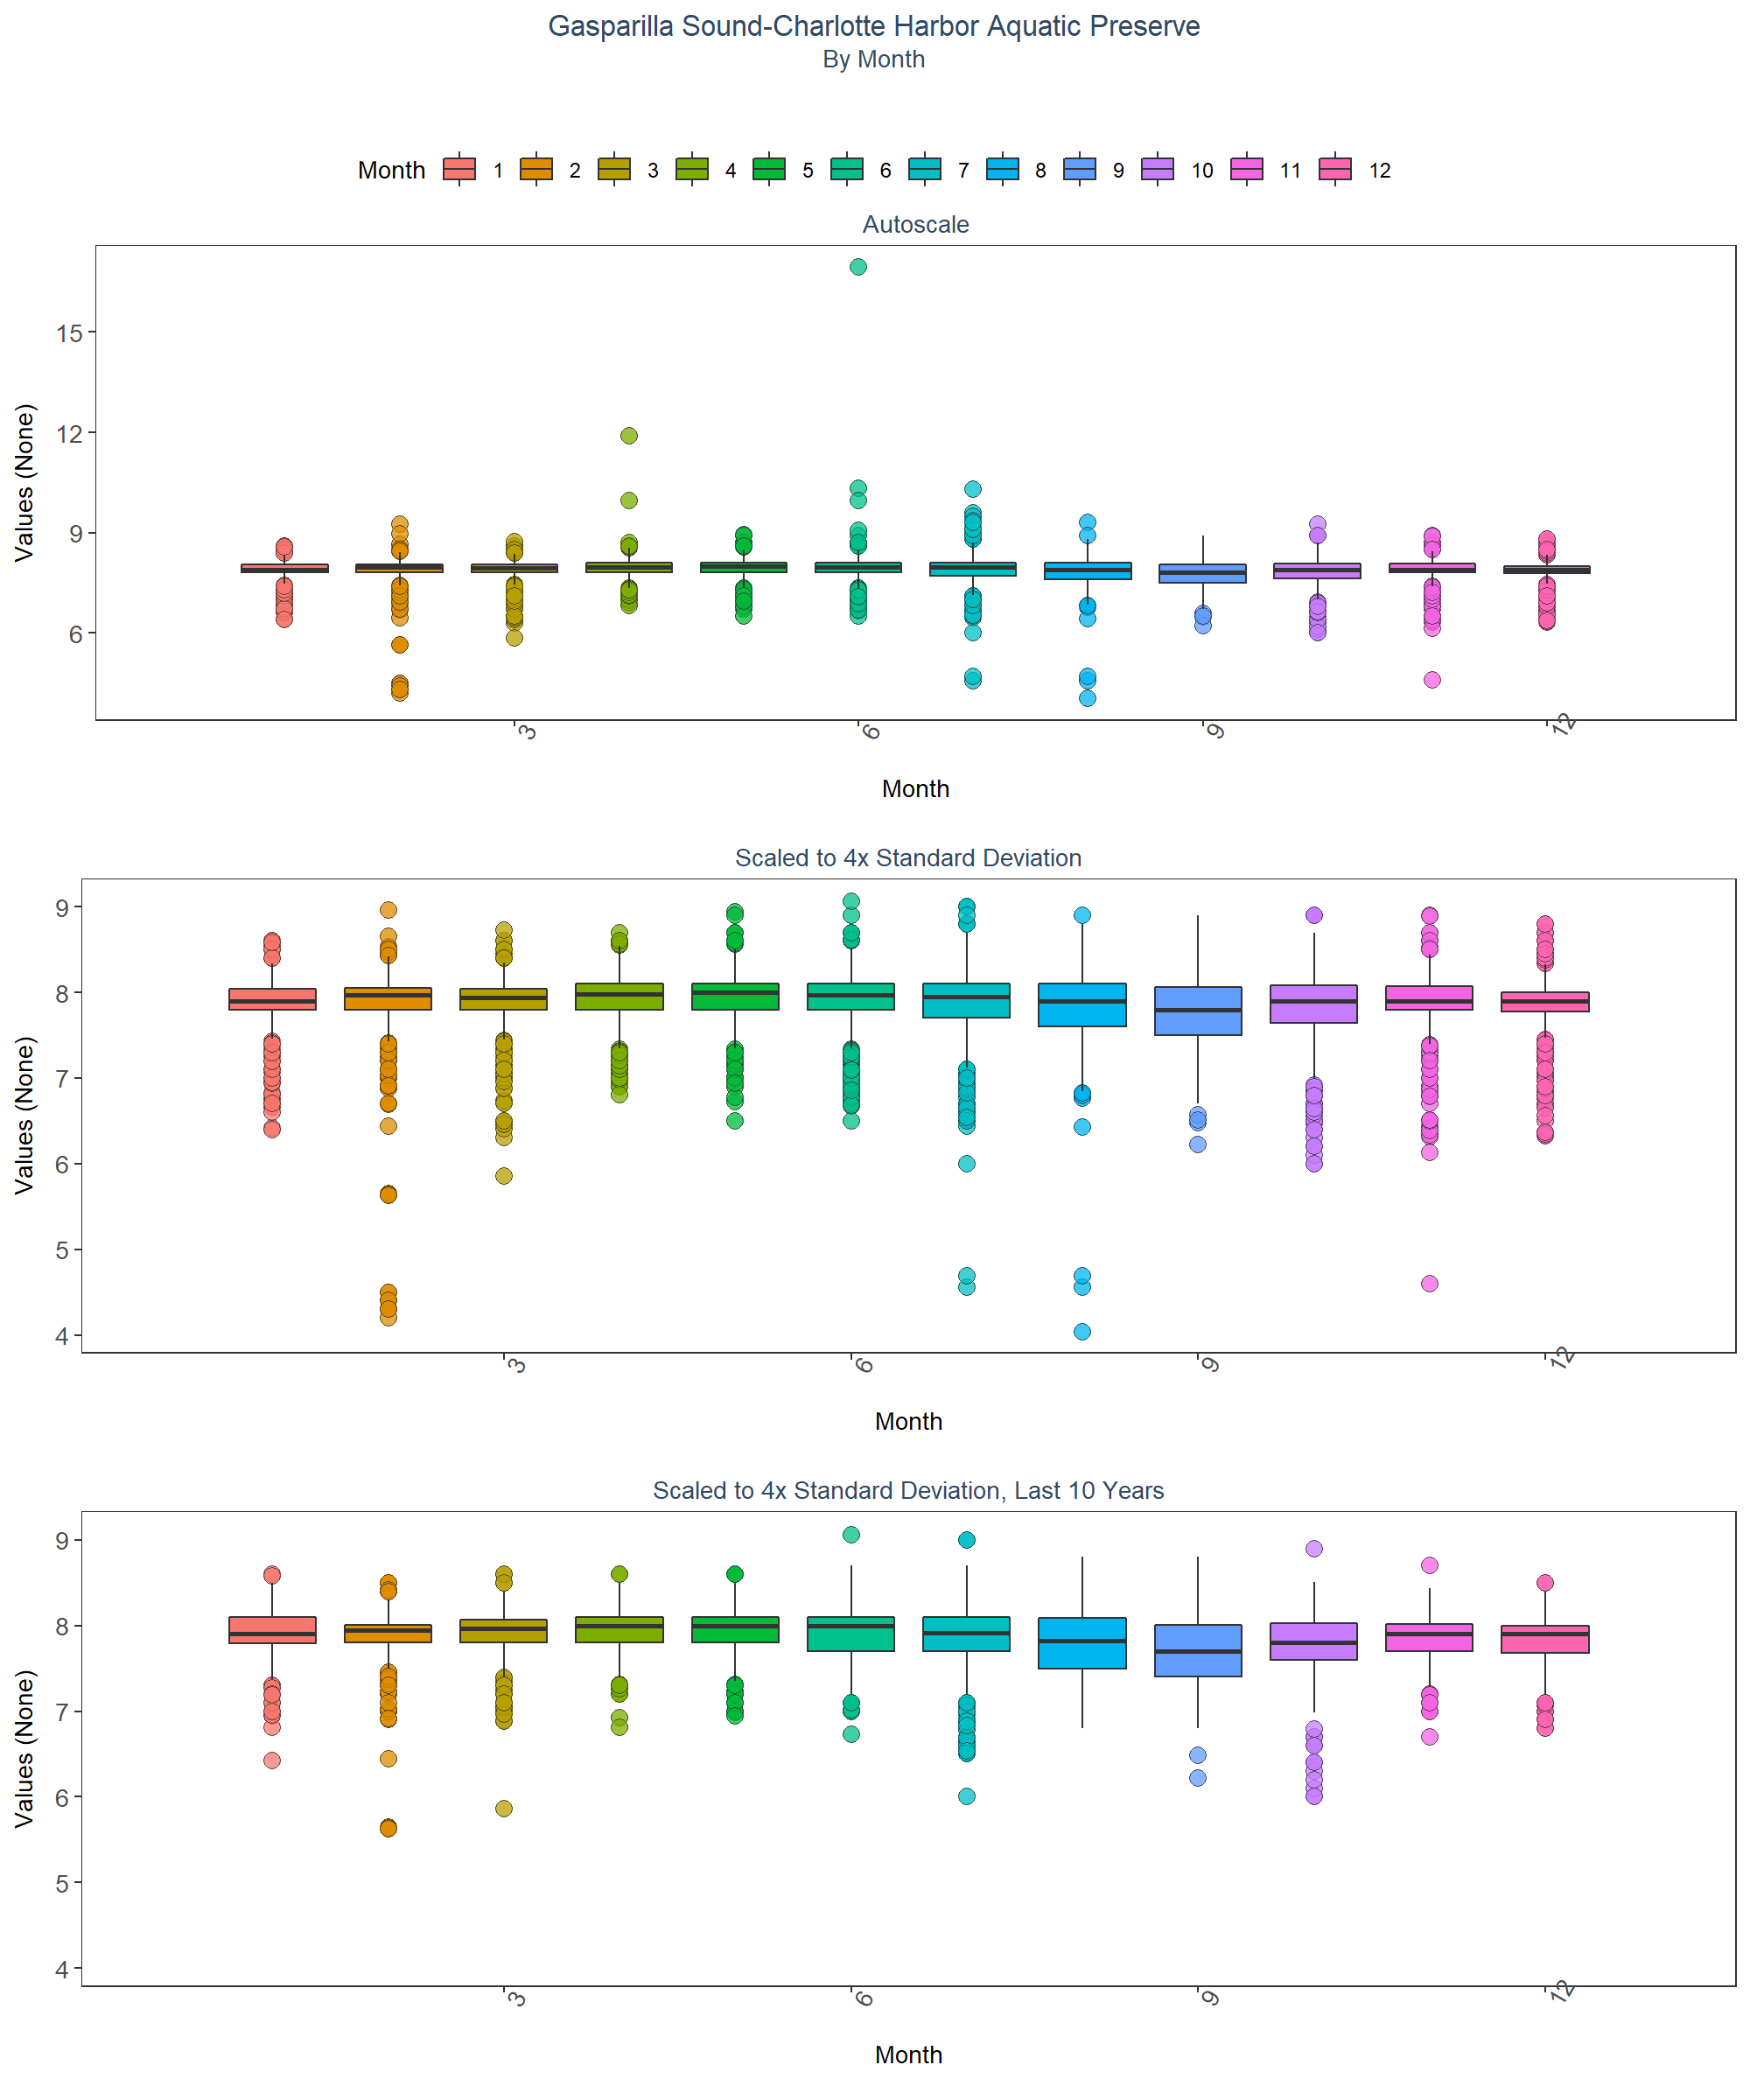 Gasparilla Sound-Charlotte Harbor Aquatic Preserve
By Month
Month 1 2 3 4 5 6 7 8 9 10 11 12
Autoscale
Values (None)
15
12
9
6
3 6 9 12
Month
Scaled to 4x Standard Deviation
Values (None)
9
8
7
6
5
4
3 6 9 12
Month
Scaled to 4x Standard Deviation, Last 10 Years
Values (None)
9
8
7
6
5
4
3 6 9 12
Month